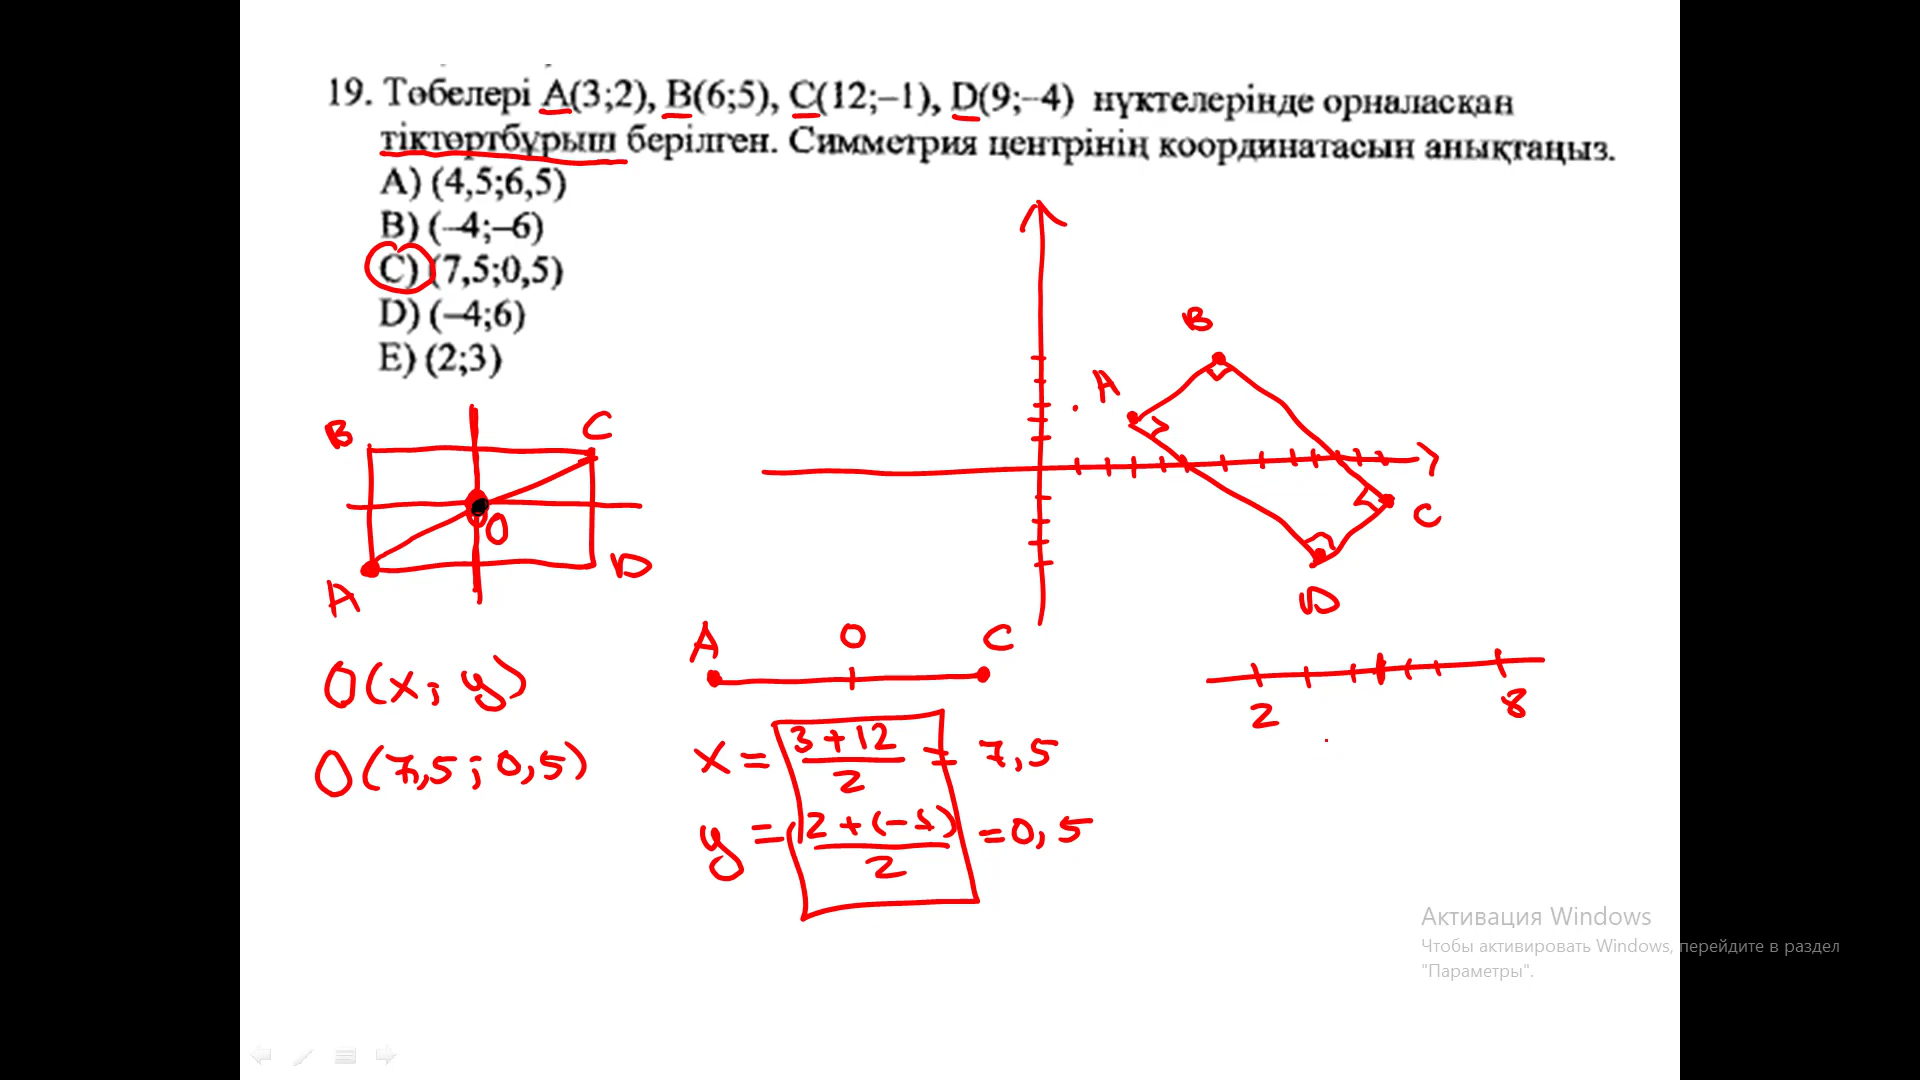 19. Төбелері A(3;2), B(6;5), C(12;–1), D(9;–4) нүктелерінде орналасқан
тіктөртбұрыш берілген. Симметрия центрінің координатасын анықтаңыз.
A) (4,5;6,5)
B) (–4;–6)
C) (7,5;0,5)
D) (–4;6)
E) (2;3)
B
A
C
D
B C
O
A D
O(x; y)
O(7,5; 0,5)
A O C
x = 3+12/2 = 7,5
y = 2+(-1)/2 = 0,5
2 8
Активация Windows
Чтобы активировать Windows, перейдите в раздел
"Параметры".